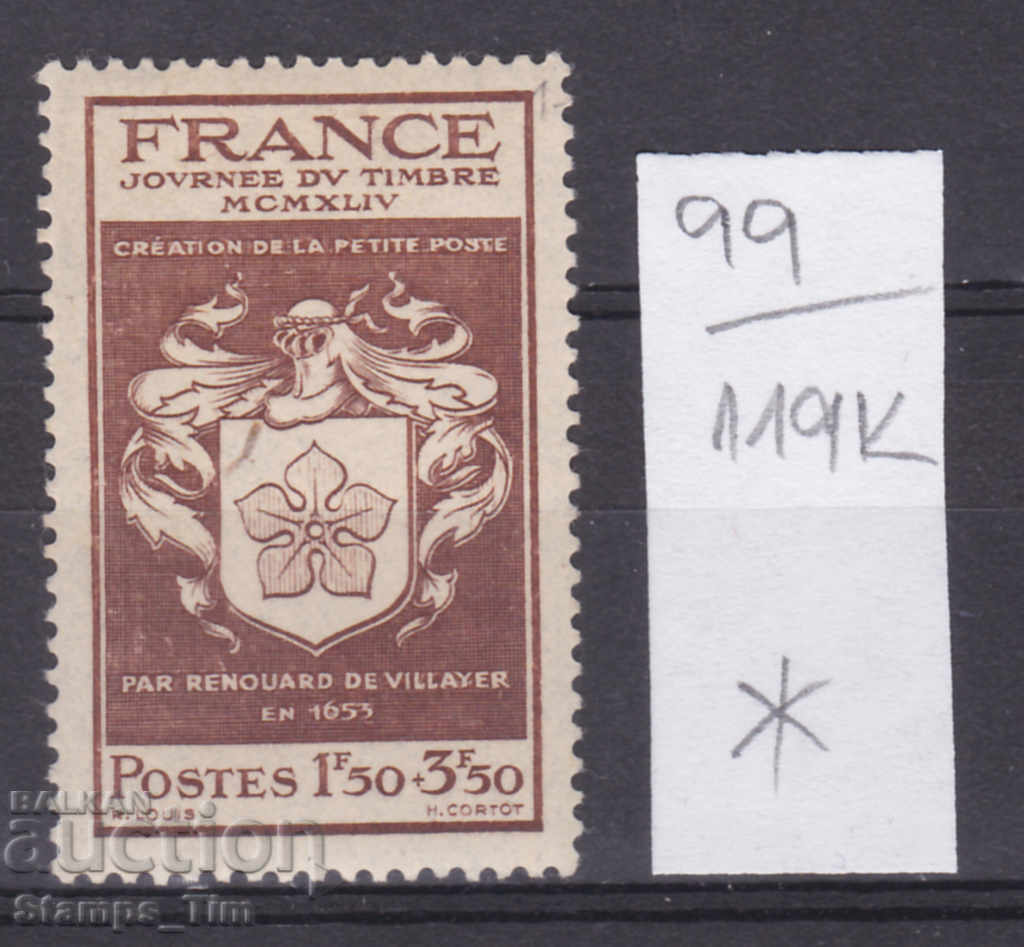 FRANCE
JOVRNEE DV TIMBRE
MCMXLIV
CRÉATION DE LA PETITE POSTE
PAR RENOUARD DE VILLAYER
EN 1653
POSTES 1F50+3F50
R. LOUIS
H. CORTOT
99
119K
*
BALKAN
auction
Stamps_Tim